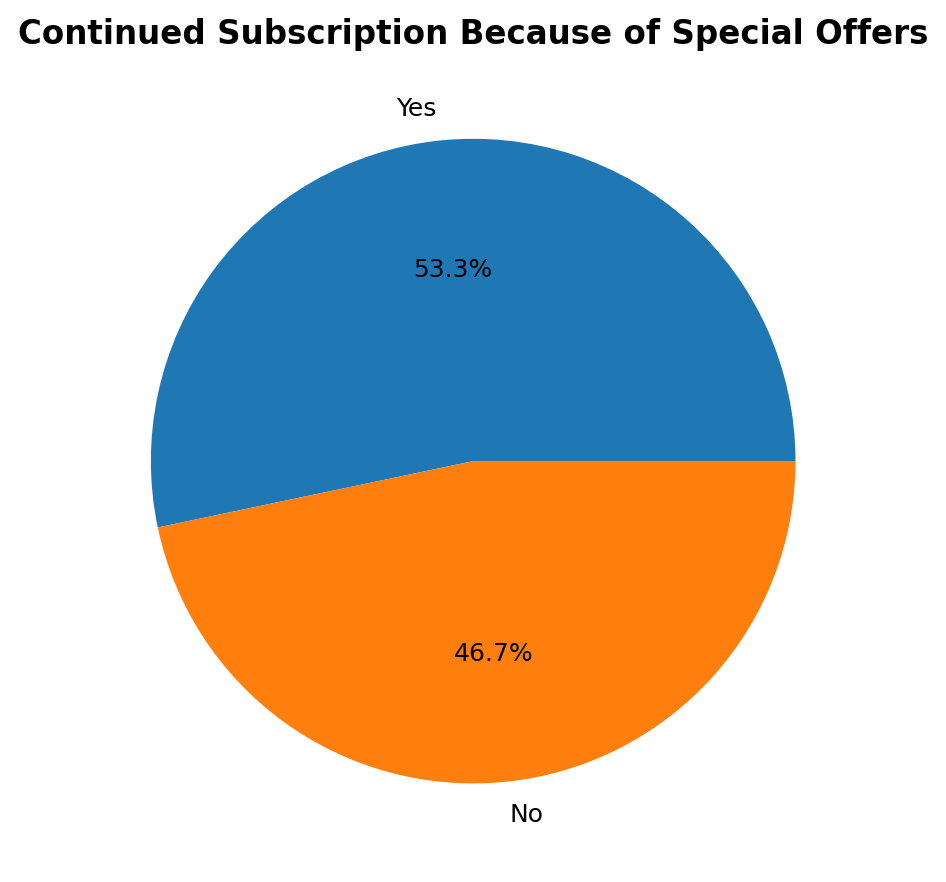 Continued Subscription Because of Special Offers
Yes
53.3%
46.7%
No